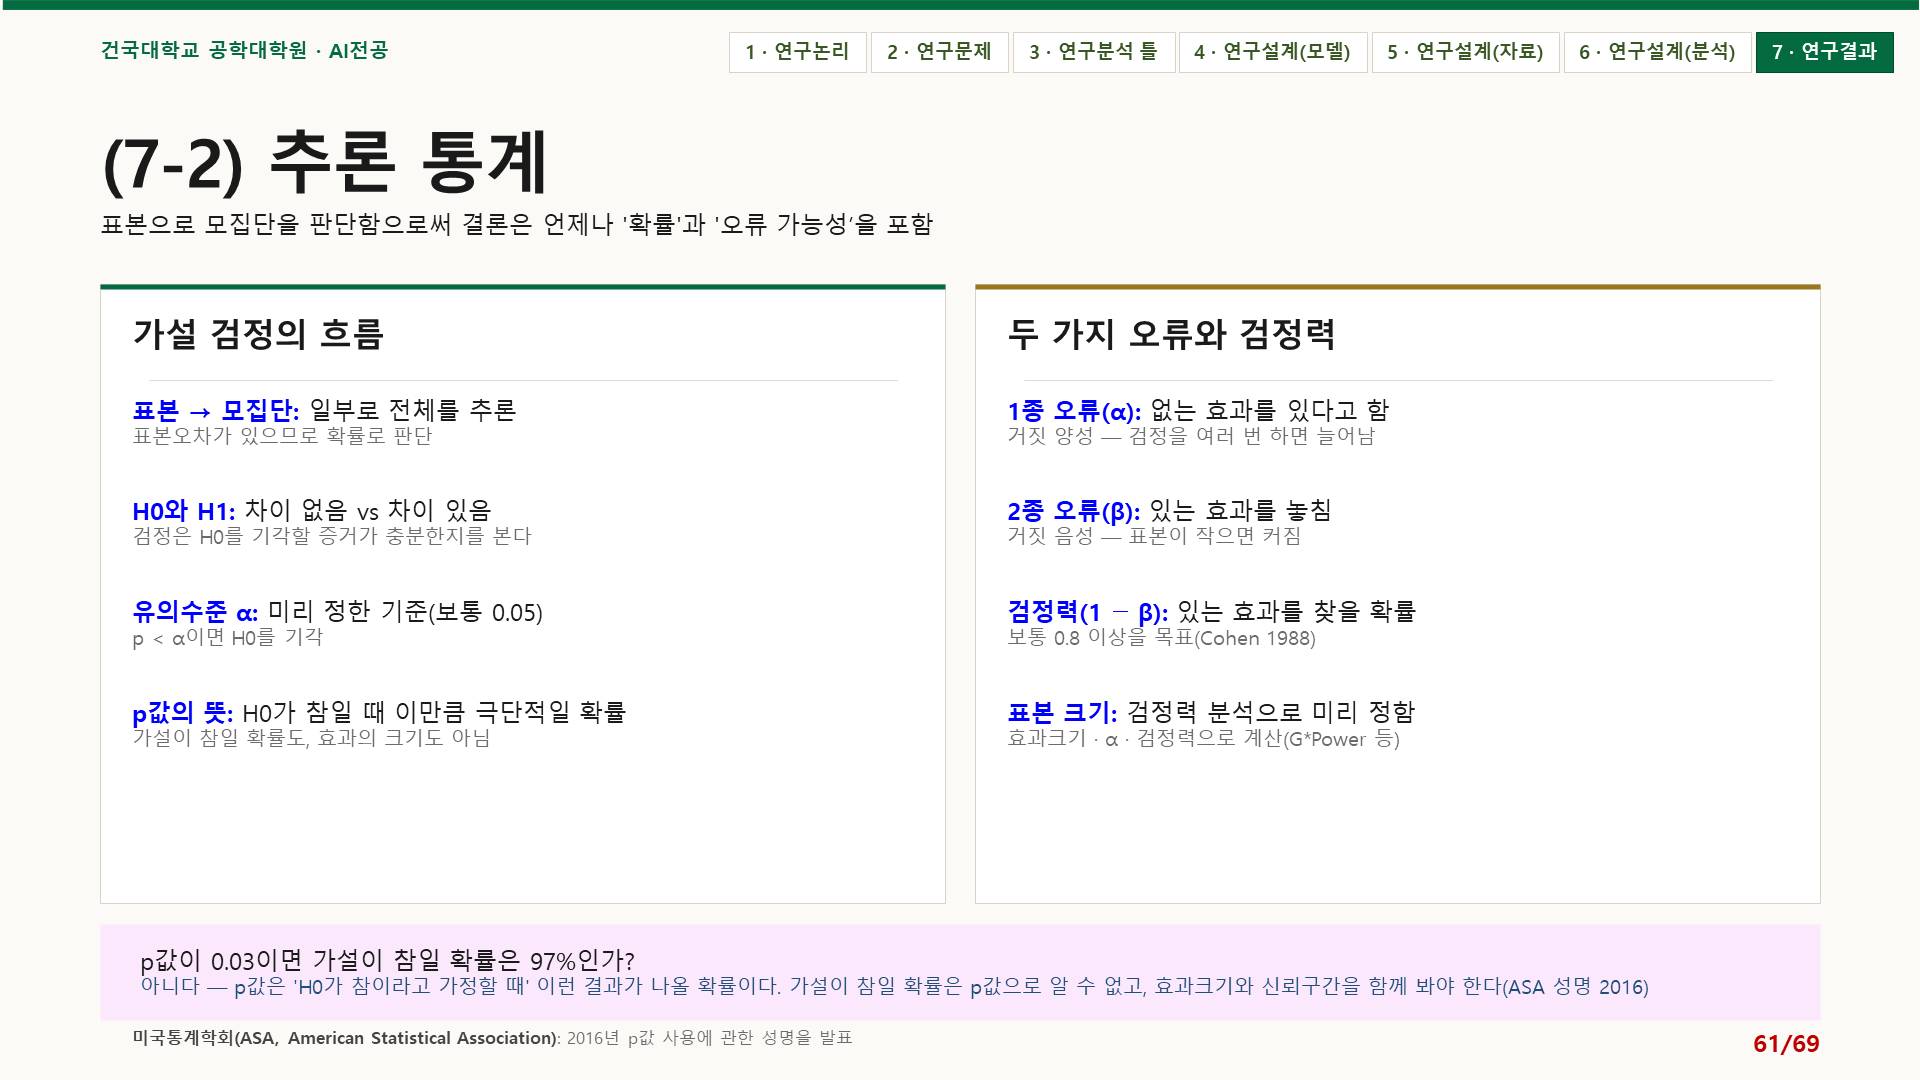 건국대학교 공학대학원 · AI전공
1 · 연구논리
2 · 연구문제
3 · 연구분석 틀
4 · 연구설계(모델)
5 · 연구설계(자료)
6 · 연구설계(분석)
7 · 연구결과
(7-2) 추론 통계
표본으로 모집단을 판단함으로써 결론은 언제나 '확률'과 '오류 가능성’을 포함
가설 검정의 흐름
표본 → 모집단: 일부로 전체를 추론
표본오차가 있으므로 확률로 판단
H0와 H1: 차이 없음 vs 차이 있음
검정은 H0를 기각할 증거가 충분한지를 본다
유의수준 α: 미리 정한 기준(보통 0.05)
p < α이면 H0를 기각
p값의 뜻: H0가 참일 때 이만큼 극단적일 확률
가설이 참일 확률도, 효과의 크기도 아님
두 가지 오류와 검정력
1종 오류(α): 없는 효과를 있다고 함
거짓 양성 — 검정을 여러 번 하면 늘어남
2종 오류(β): 있는 효과를 놓침
거짓 음성 — 표본이 작으면 커짐
검정력(1 − β): 있는 효과를 찾을 확률
보통 0.8 이상을 목표(Cohen 1988)
표본 크기: 검정력 분석으로 미리 정함
효과크기 · α · 검정력으로 계산(G*Power 등)
p값이 0.03이면 가설이 참일 확률은 97%인가?
아니다 — p값은 'H0가 참이라고 가정할 때' 이런 결과가 나올 확률이다. 가설이 참일 확률은 p값으로 알 수 없고, 효과크기와 신뢰구간을 함께 봐야 한다(ASA 성명 2016)
미국통계학회(ASA, American Statistical Association): 2016년 p값 사용에 관한 성명을 발표
61/69